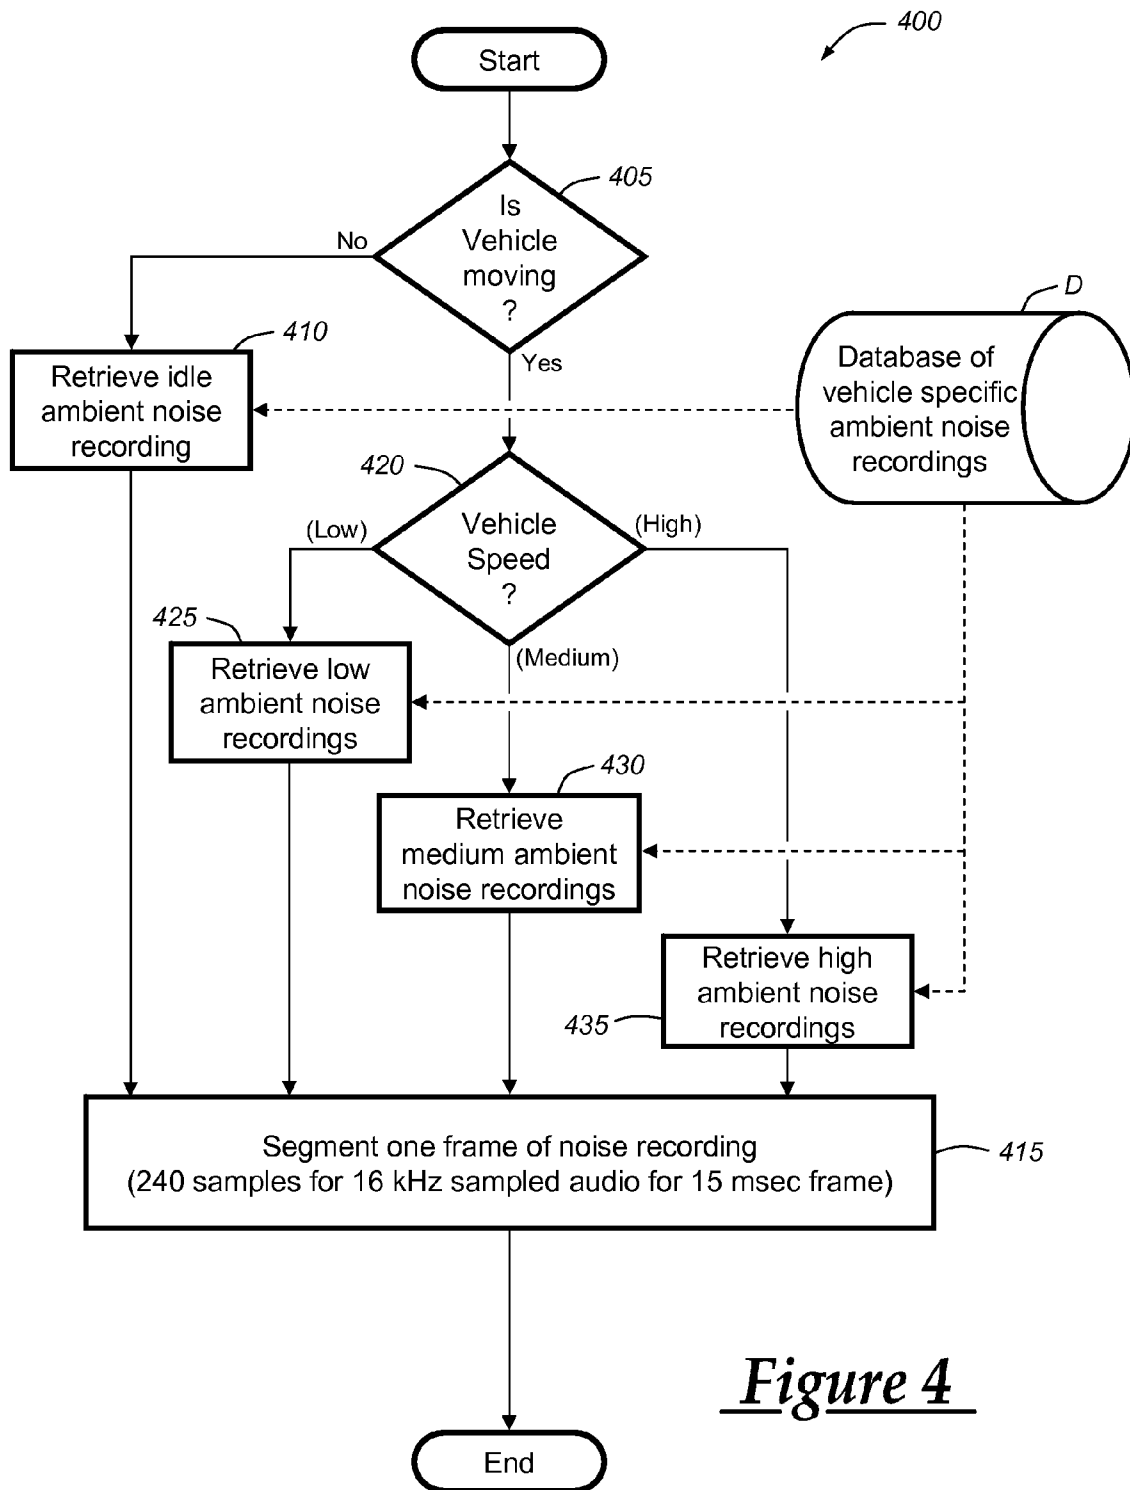 400
Start
405
Is
Vehicle
moving
?
No
Yes
D
Database of
vehicle specific
ambient noise
recordings
410
Retrieve idle
ambient noise
recording
420
Vehicle
Speed
?
(Low)
(High)
(Medium)
425
Retrieve low
ambient noise
recordings
430
Retrieve
medium ambient
noise recordings
Retrieve high
ambient noise
recordings
435
Segment one frame of noise recording
(240 samples for 16 kHz sampled audio for 15 msec frame)
415
Figure 4
End